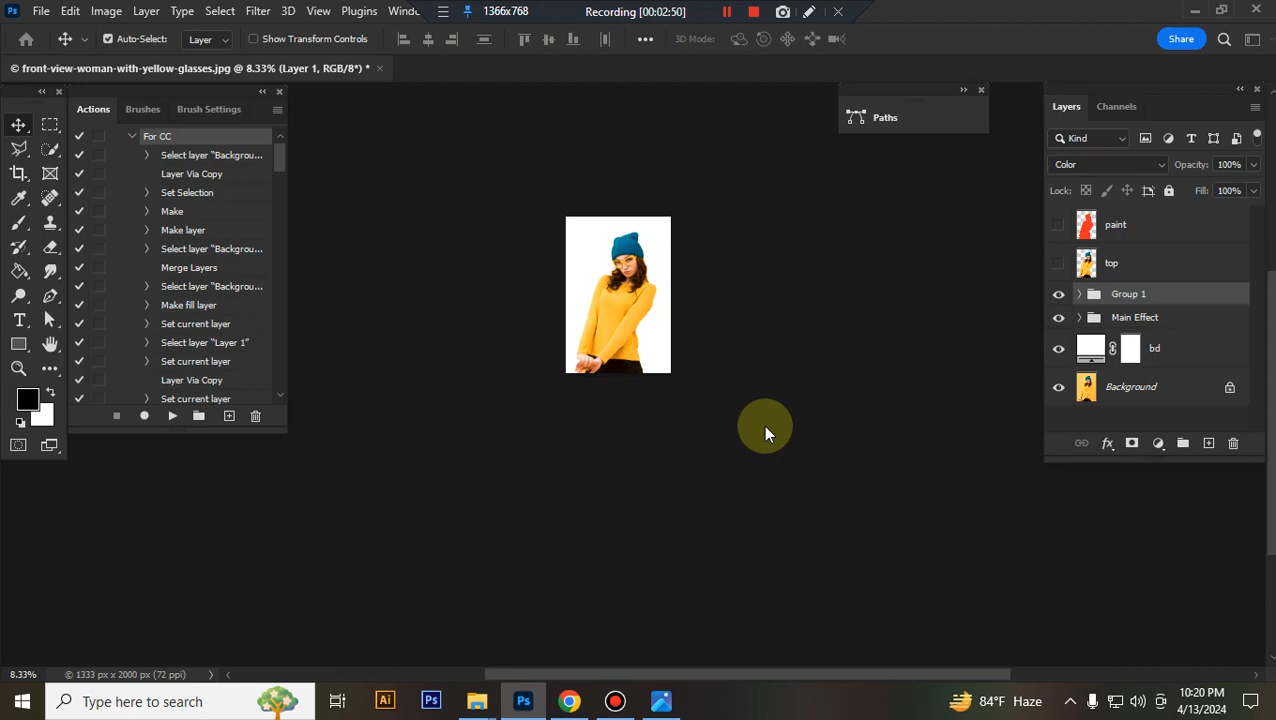 Ps File Edit Image Layer Type Select Filter 3D View Plugins Windo
1366x768 Recording [00:02:50]
Auto-Select: Layer Show Transform Controls 3D Mode: Share
© front-view-woman-with-yellow-glasses.jpg @ 8.33% (Layer 1, RGB/8*) *
Actions Brushes Brush Settings
For CC
Select layer "Backgrou...
Layer Via Copy
Set Selection
Make
Make layer
Select layer "Backgrou...
Merge Layers
Select layer "Backgrou...
Make fill layer
Set current layer
Select layer "Layer 1"
Set current layer
Layer Via Copy
Set current layer
Paths
Layers Channels
Kind
Color Opacity: 100%
Lock: Fill: 100%
paint
top
Group 1
Main Effect
bd
Background
8.33% © 1333 px x 2000 px (72 ppi)
Type here to search Ai Ps Ps 84°F Haze
10:20 PM
4/13/2024